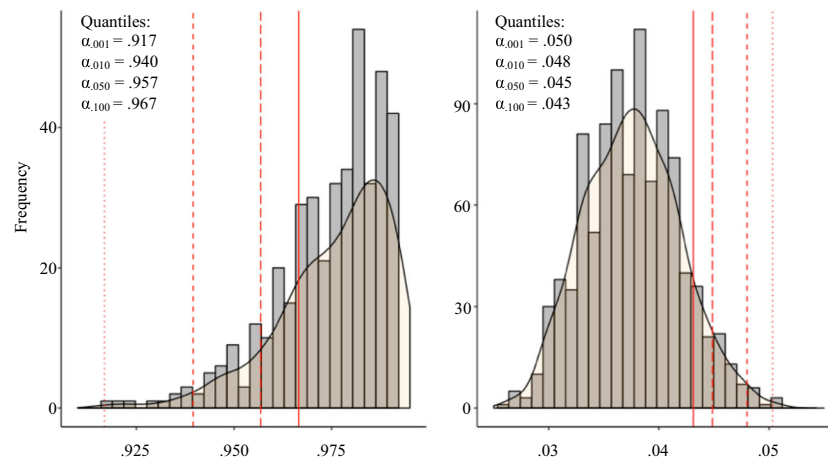 Quantiles:
α.001 = .917
α.010 = .940
α.050 = .957
α.100 = .967
Frequency
40
20
0
.925
.950
.975
Quantiles:
α.001 = .050
α.010 = .048
α.050 = .045
α.100 = .043
90
60
30
0
.03
.04
.05